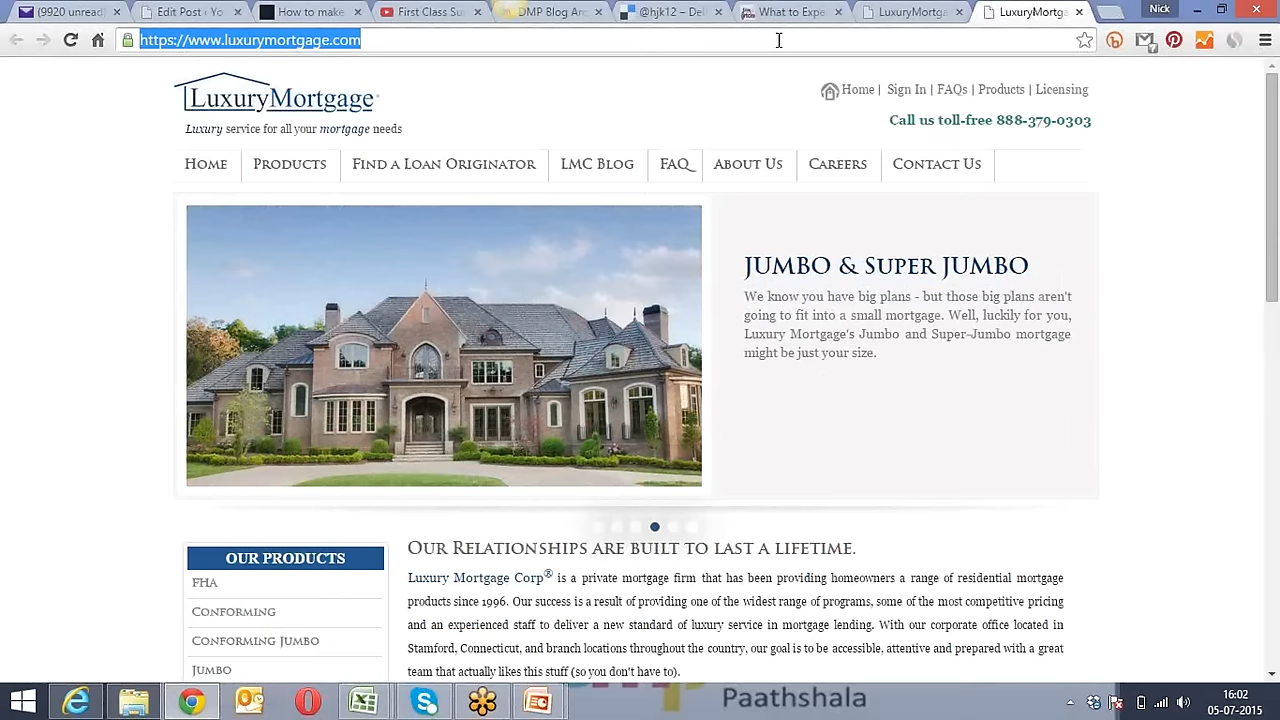 (9920 unread)
Edit Post ‹ Yo
How to make
First Class Su
DMP Blog Are
@hjk12 – Del
What to Expe
LuxuryMortga
LuxuryMortga
Nick
https://www.luxurymortgage.com
LuxuryMortgage
Luxury service for all your mortgage needs
Home | Sign In | FAQs | Products | Licensing
Call us toll-free 888-379-0303
Home
Products
Find a Loan Originator
LMC Blog
FAQ
About Us
Careers
Contact Us
JUMBO & Super JUMBO
We know you have big plans - but those big plans aren't
going to fit into a small mortgage. Well, luckily for you,
Luxury Mortgage's Jumbo and Super-Jumbo mortgage
might be just your size.
OUR PRODUCTS
FHA
Conforming
Conforming Jumbo
Jumbo
Our Relationships are built to last a lifetime.
Luxury Mortgage Corp® is a private mortgage firm that has been providing homeowners a range of residential mortgage
products since 1996. Our success is a result of providing one of the widest range of programs, some of the most competitive pricing
and an experienced staff to deliver a new standard of luxury service in mortgage lending. With our corporate office located in
Stamford, Connecticut, and branch locations throughout the country, our goal is to be accessible, attentive and prepared with a great
team that actually likes this stuff (so you don't have to).
Paathshala
16:02
05-07-2015